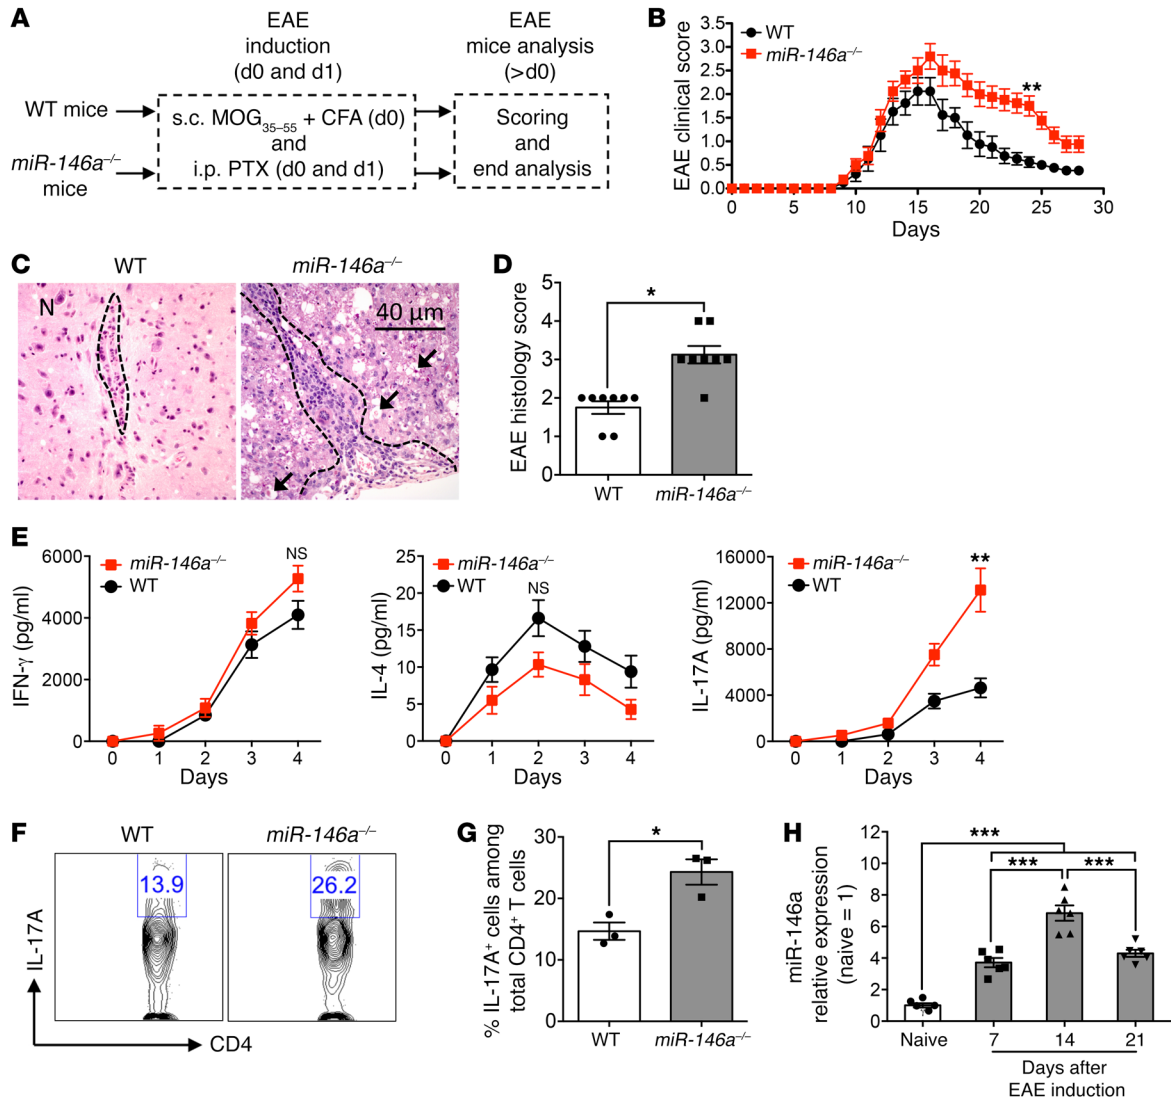 A
EAE
induction
(d0 and d1)
EAE
mice analysis
(>d0)
WT mice
miR-146a–/–
mice
s.c. MOG35–55 + CFA (d0)
and
i.p. PTX (d0 and d1)
Scoring
and
end analysis
B
EAE clinical score
3.5
3.0
2.5
2.0
1.5
1.0
0.5
0.0
WT
miR-146a–/–
**
0 5 10 15 20 25 30
Days
C
WT
miR-146a–/–
N
40 μm
D
EAE histology score
5
4
3
2
1
0
*
WT miR-146a–/–
E
IFN-γ (pg/ml)
6000
4000
2000
0
miR-146a–/–
WT
NS
0 1 2 3 4
Days
IL-4 (pg/ml)
25
20
15
10
5
0
miR-146a–/–
WT
NS
0 1 2 3 4
Days
IL-17A (pg/ml)
16000
12000
8000
4000
0
miR-146a–/–
WT
**
0 1 2 3 4
Days
F
WT
miR-146a–/–
13.9
26.2
IL-17A
CD4
G
% IL-17A+ cells among
total CD4+ T cells
30
20
10
0
*
WT miR-146a–/–
H
miR-146a
relative expression
(naive = 1)
12
10
8
6
4
2
0
***
*** ***
Naive 7 14 21
Days after
EAE induction